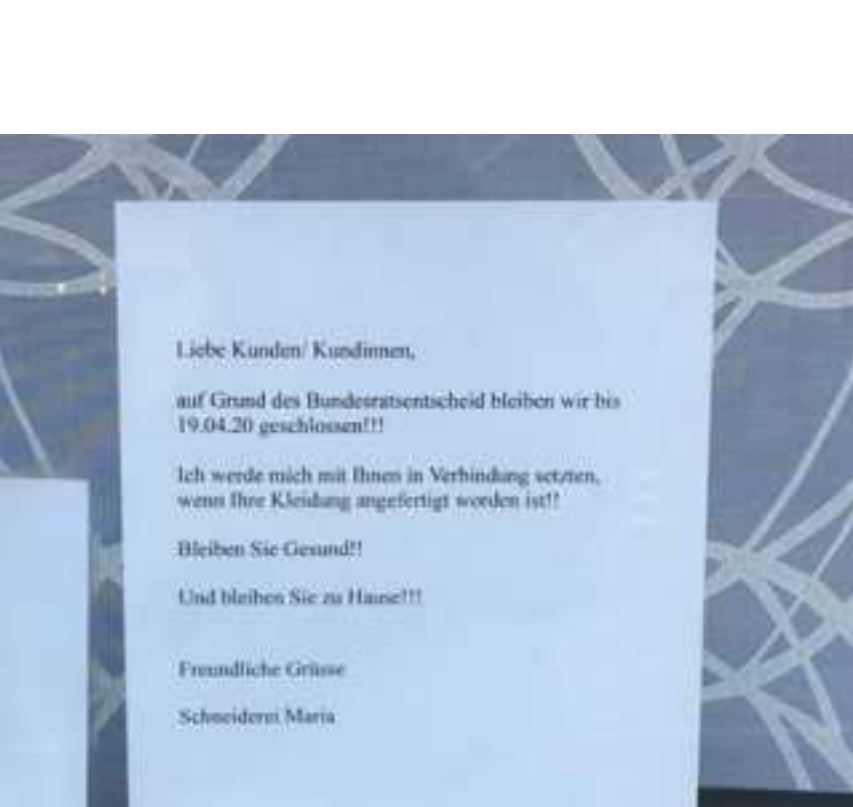 Liebe Kunden/ Kundinnen,
auf Grund des Bundesratsentscheid bleiben wir bis
19.04.20 geschlossen!!!
Ich werde mich mit Ihnen in Verbindung setzten,
wenn Ihre Kleidung angefertigt worden ist!!
Bleiben Sie Gesund!!
Und bleiben Sie zu Hause!!!
Freundliche Grüsse
Schneiderei Maria